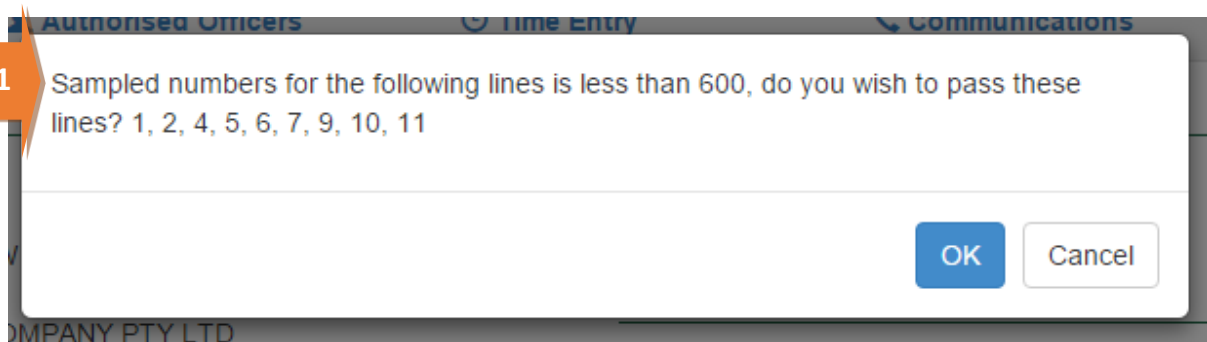 Authorised Officers Time Entry Communications
1
Sampled numbers for the following lines is less than 600, do you wish to pass these
lines? 1, 2, 4, 5, 6, 7, 9, 10, 11
OK Cancel
OMPANY PTY LTD